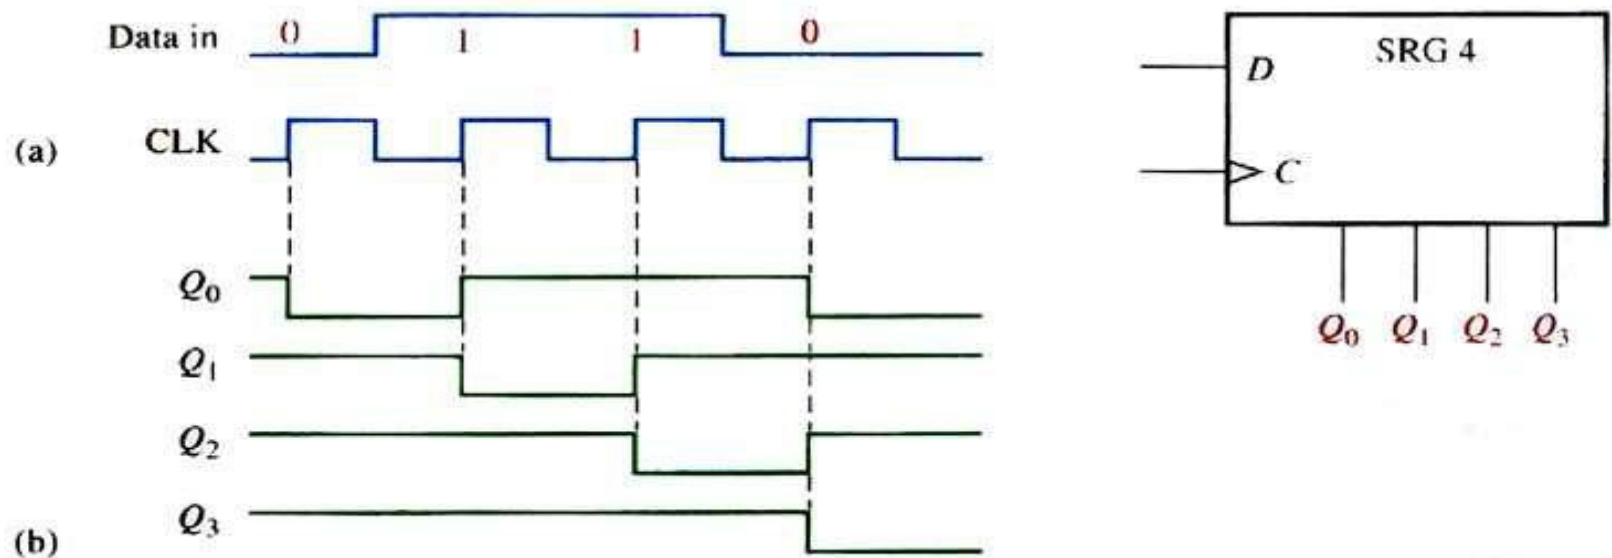 Data in 0 1 1 0
(a) CLK
Q0
Q1
Q2
Q3
(b)
SRG 4
D
C
Q0 Q1 Q2 Q3